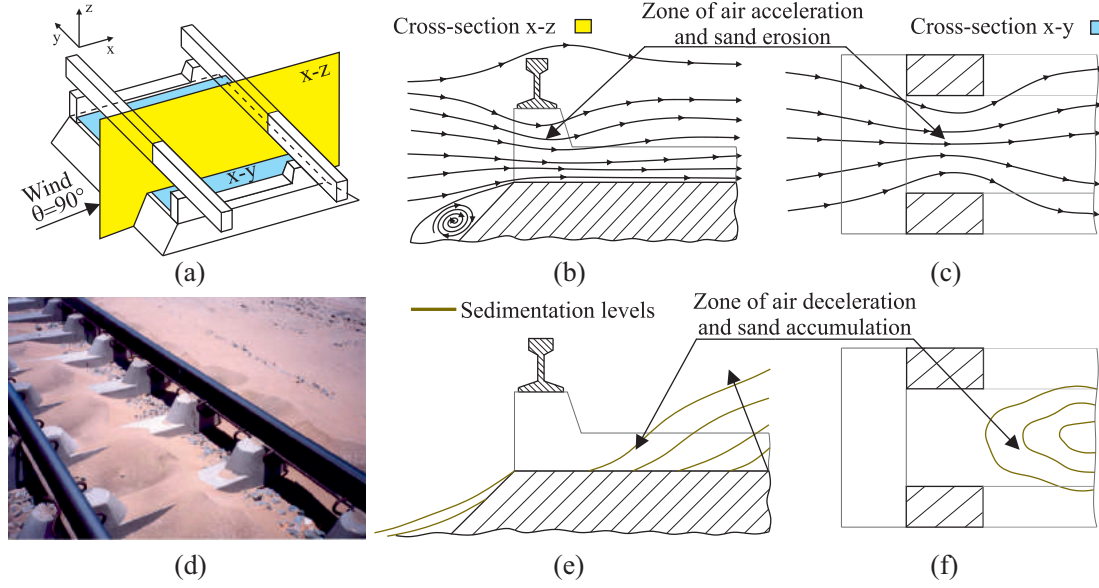 z
y
x
x-z
x-y
Wind
θ=90°
(a)
Cross-section x-z
Zone of air acceleration
and sand erosion
Cross-section x-y
(b)
(c)
(d)
Sedimentation levels
Zone of air deceleration
and sand accumulation
(e)
(f)